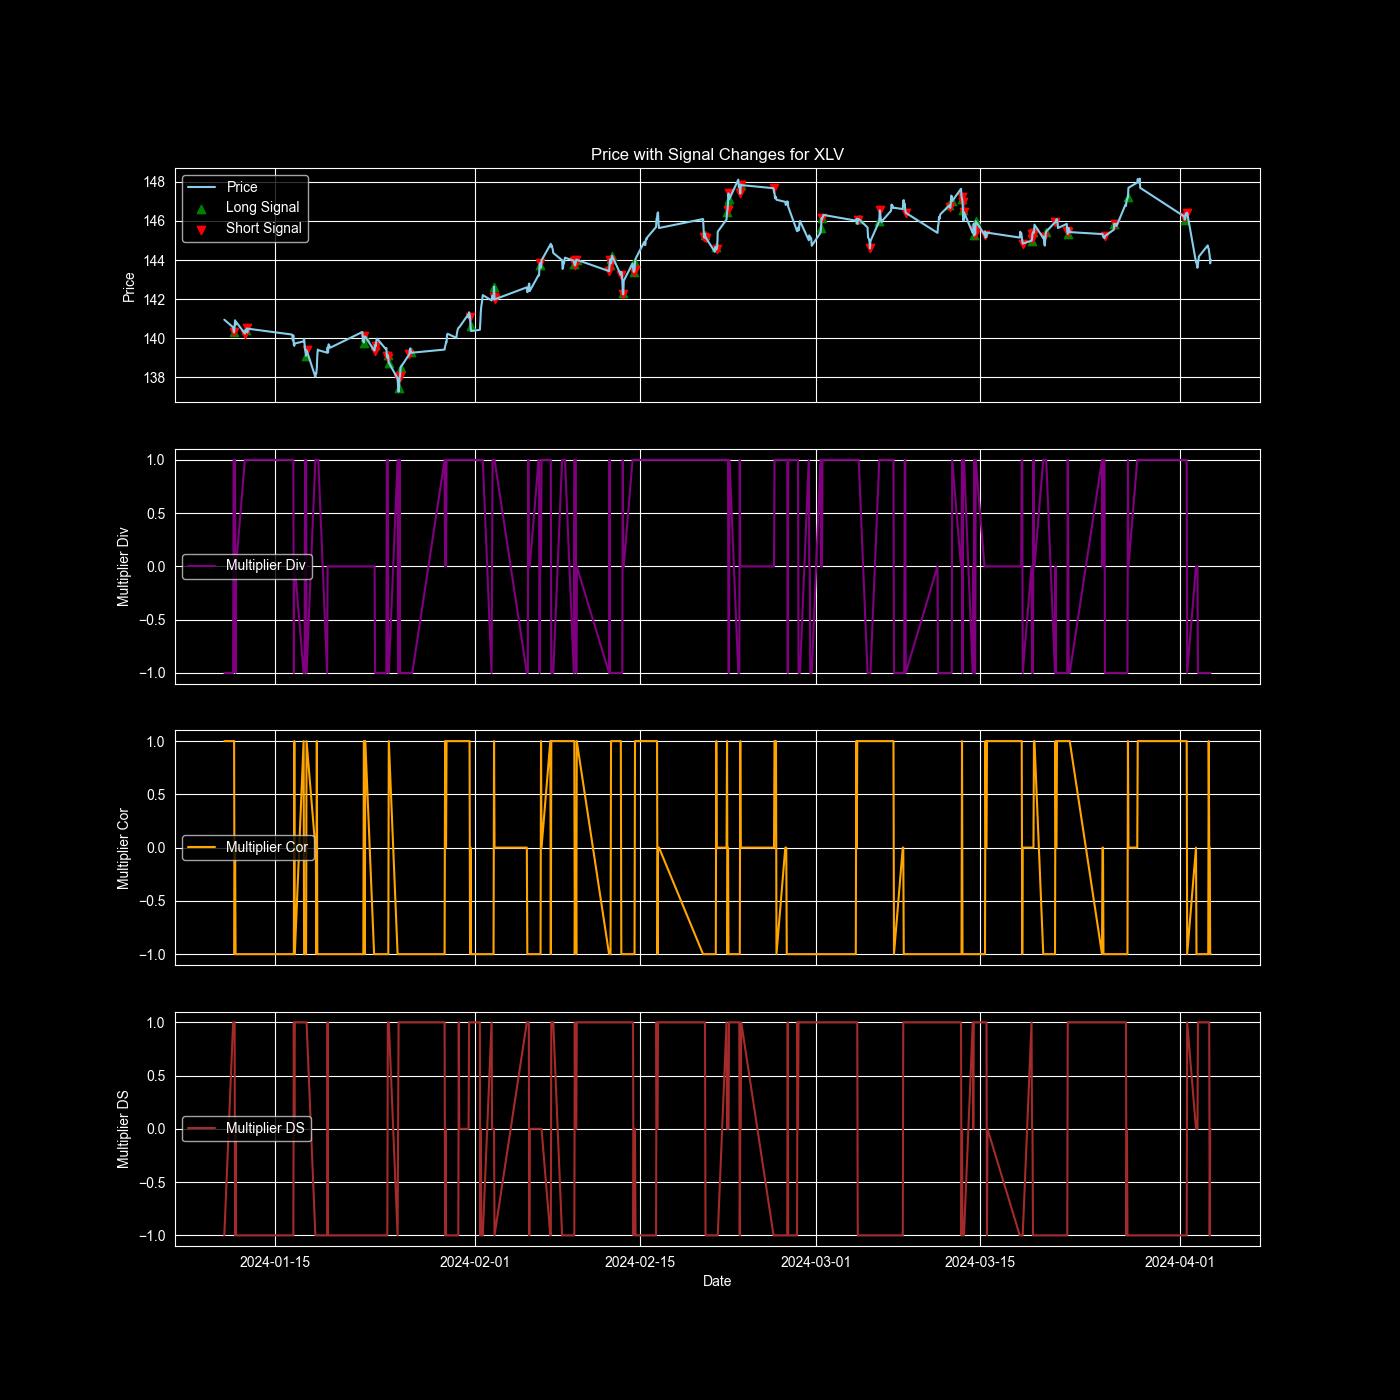 Price with Signal Changes for XLV
148
146
144
142
140
138
Price
Price
Long Signal
Short Signal
1.0
0.5
0.0
−0.5
−1.0
Multiplier Div
Multiplier Div
1.0
0.5
0.0
−0.5
−1.0
Multiplier Cor
Multiplier Cor
1.0
0.5
0.0
−0.5
−1.0
Multiplier DS
Multiplier DS
2024-01-15 2024-02-01 2024-02-15 2024-03-01 2024-03-15 2024-04-01
Date